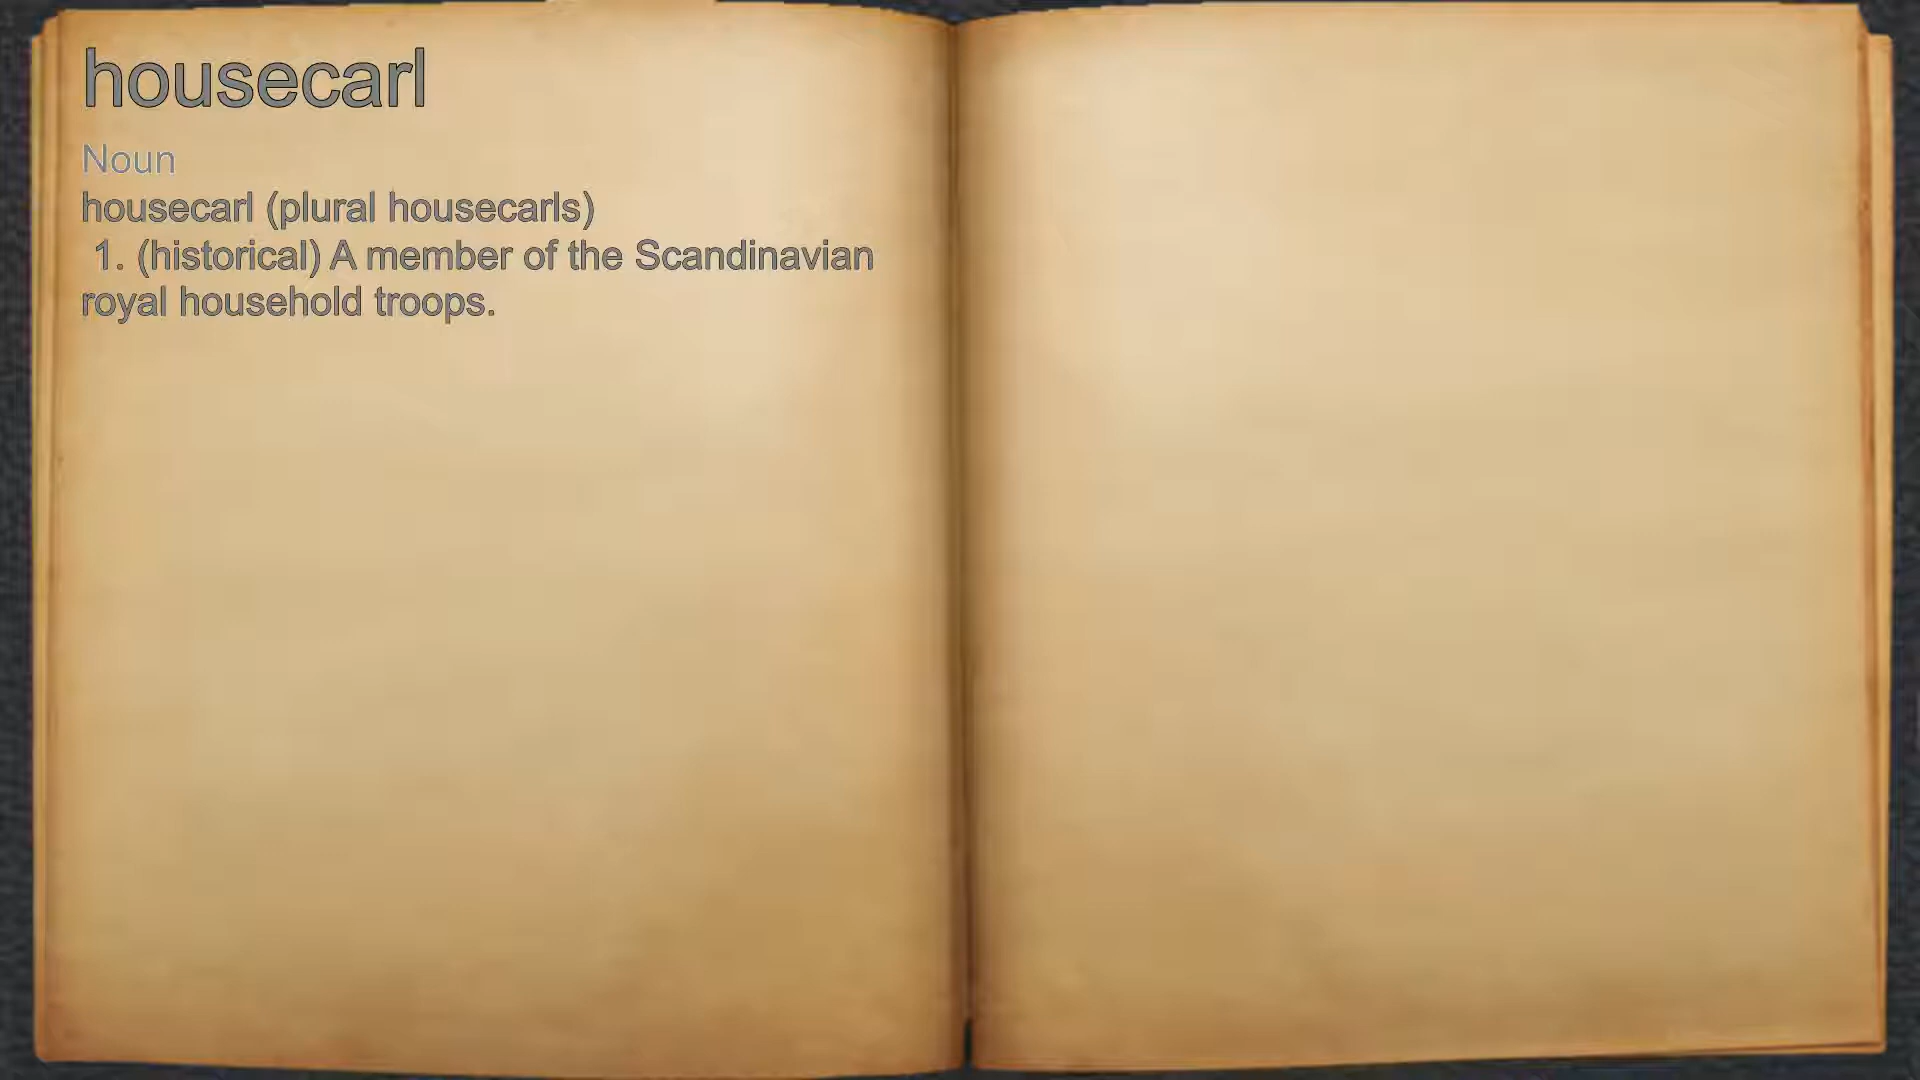 housecarl
Noun
housecarl (plural housecarls)
1. (historical) A member of the Scandinavian
royal household troops.